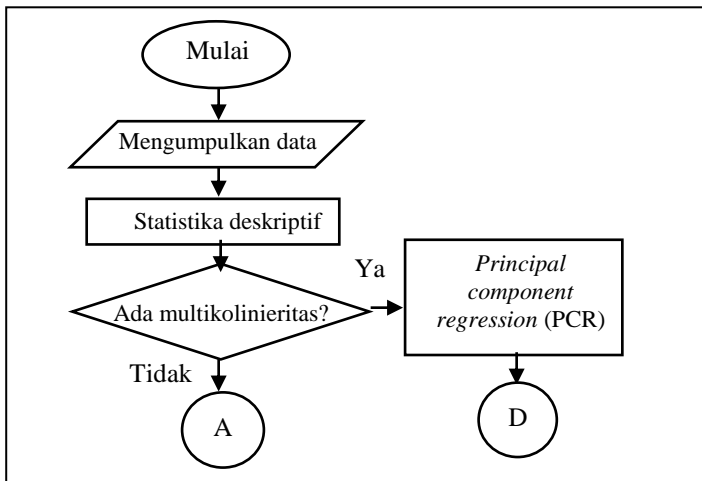 Mulai
Mengumpulkan data
Statistika deskriptif
Ada multikolinieritas?
Ya
Principal
component
regression (PCR)
Tidak
A
D